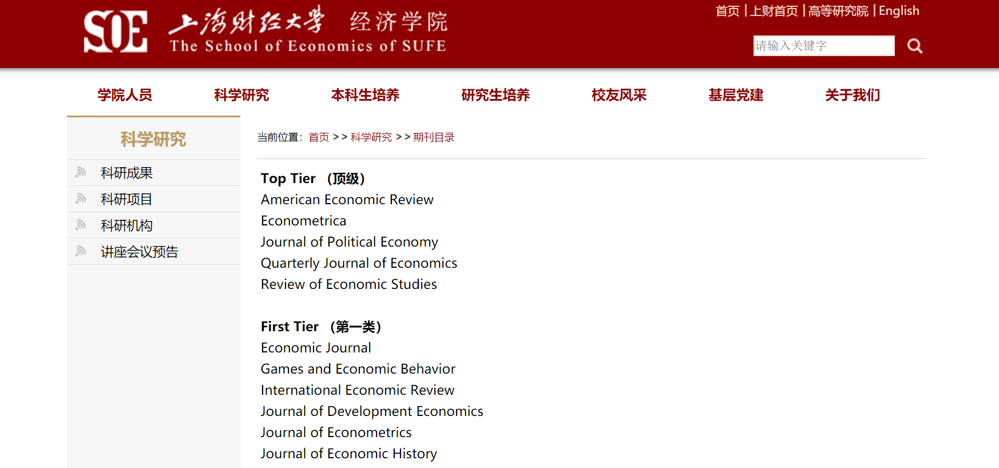 首页 | 上财首页 | 高等研究院 | English
SOE 上海财经大学 经济学院
The School of Economics of SUFE
请输入关键字
学院人员 科学研究 本科生培养 研究生培养 校友风采 基层党建 关于我们
科学研究
科研成果
科研项目
科研机构
讲座会议预告
当前位置：首页 >> 科学研究 >> 期刊目录
Top Tier （顶级）
American Economic Review
Econometrica
Journal of Political Economy
Quarterly Journal of Economics
Review of Economic Studies
First Tier （第一类）
Economic Journal
Games and Economic Behavior
International Economic Review
Journal of Development Economics
Journal of Econometrics
Journal of Economic History